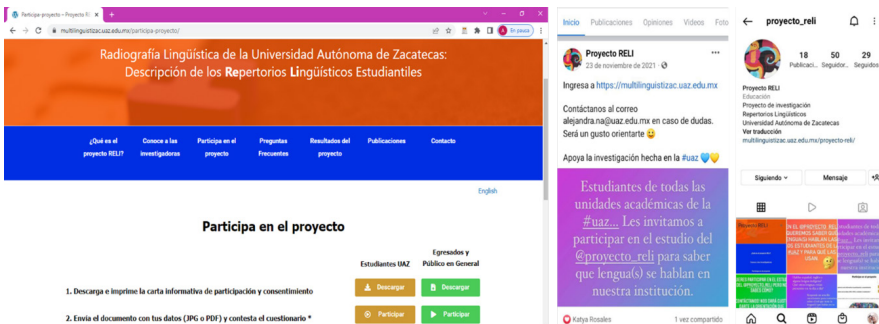 Participa-proyecto – Proyecto RE
multilinguistizac.uaz.edu.mx/participa-proyecto/
En pausa
Radiografía Lingüística de la Universidad Autónoma de Zacatecas:
Descripción de los Repertorios Lingüísticos Estudiantiles
¿Qué es el proyecto RELI?
Conoce a las investigadoras
Participa en el proyecto
Preguntas Frecuentes
Resultados del proyecto
Publicaciones
Contacto
English
Participa en el proyecto
Estudiantes UAZ
Egresados y Público en General
1. Descarga e imprime la carta informativa de participación y consentimiento
Descargar
Descargar
2. Envía el documento con tus datos (JPG o PDF) y contesta el cuestionario *
Participar
Participar
Inicio Publicaciones Opiniones Videos Foto
Proyecto RELI
23 de noviembre de 2021
Ingresa a https://multilinguistizac.uaz.edu.mx
Contáctanos al correo
alejandra.na@uaz.edu.mx en caso de dudas.
Será un gusto orientarte
Apoya la investigación hecha en la #uaz
Estudiantes de todas las
unidades académicas de la
#uaz... Les invitamos a
participar en el estudio del
@proyecto_reli para saber
que lengua(s) se hablan en
nuestra institución.
Katya Rosales
1 vez compartido
proyecto_reli
18 50 29
Publicaci... Seguidor... Seguidos
Proyecto RELI
Educación
Proyecto de investigación
Repertorios Lingüísticos
Universidad Autónoma de Zacatecas
Ver traducción
multilinguistizac.uaz.edu.mx/proyecto-reli/
Siguiendo
Mensaje